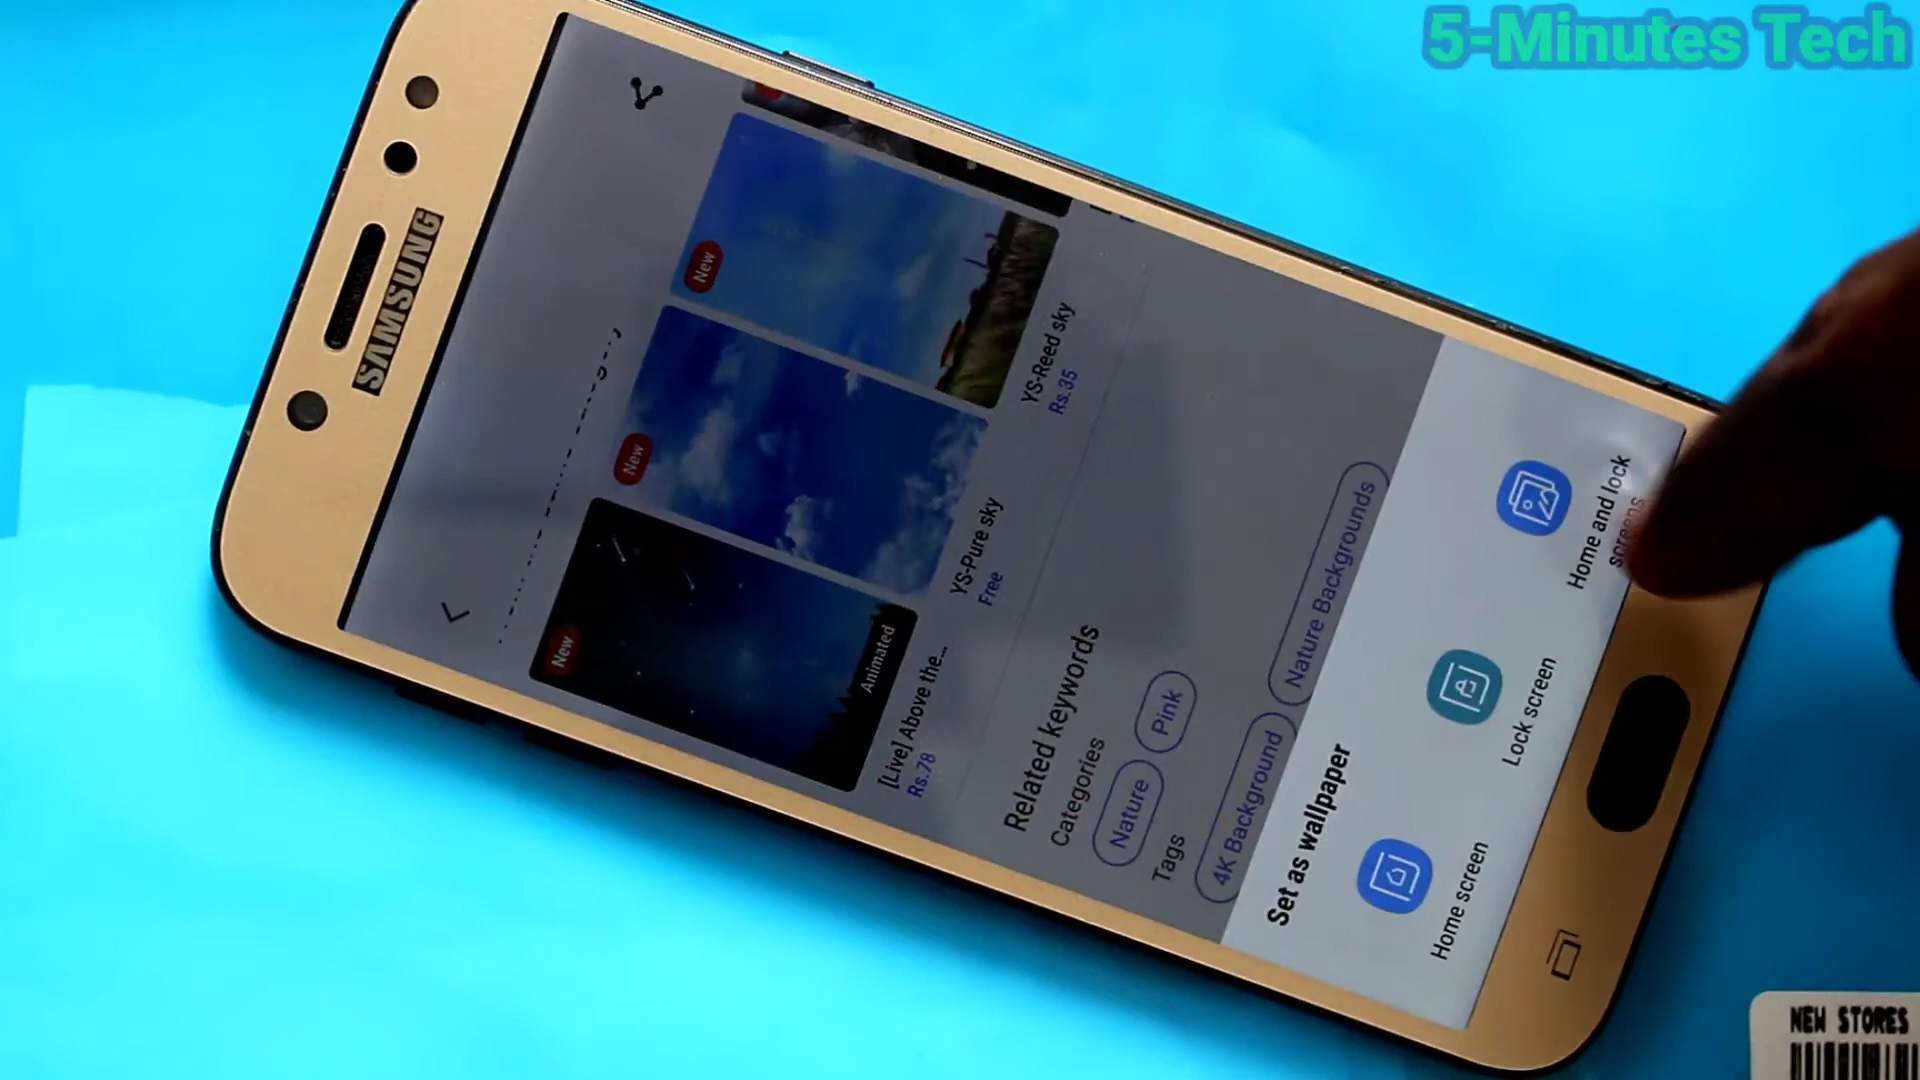 5-Minutes Tech
SAMSUNG
New
New
New
Animated
[Live] Above the...
Rs.78
YS-Pure sky
Free
YS-Reed sky
Rs.35
Related keywords
Categories
Nature
Pink
Tags
4K Background
Nature Backgrounds
Set as wallpaper
Home screen
Lock screen
Home and lock
screens
NEW STORES